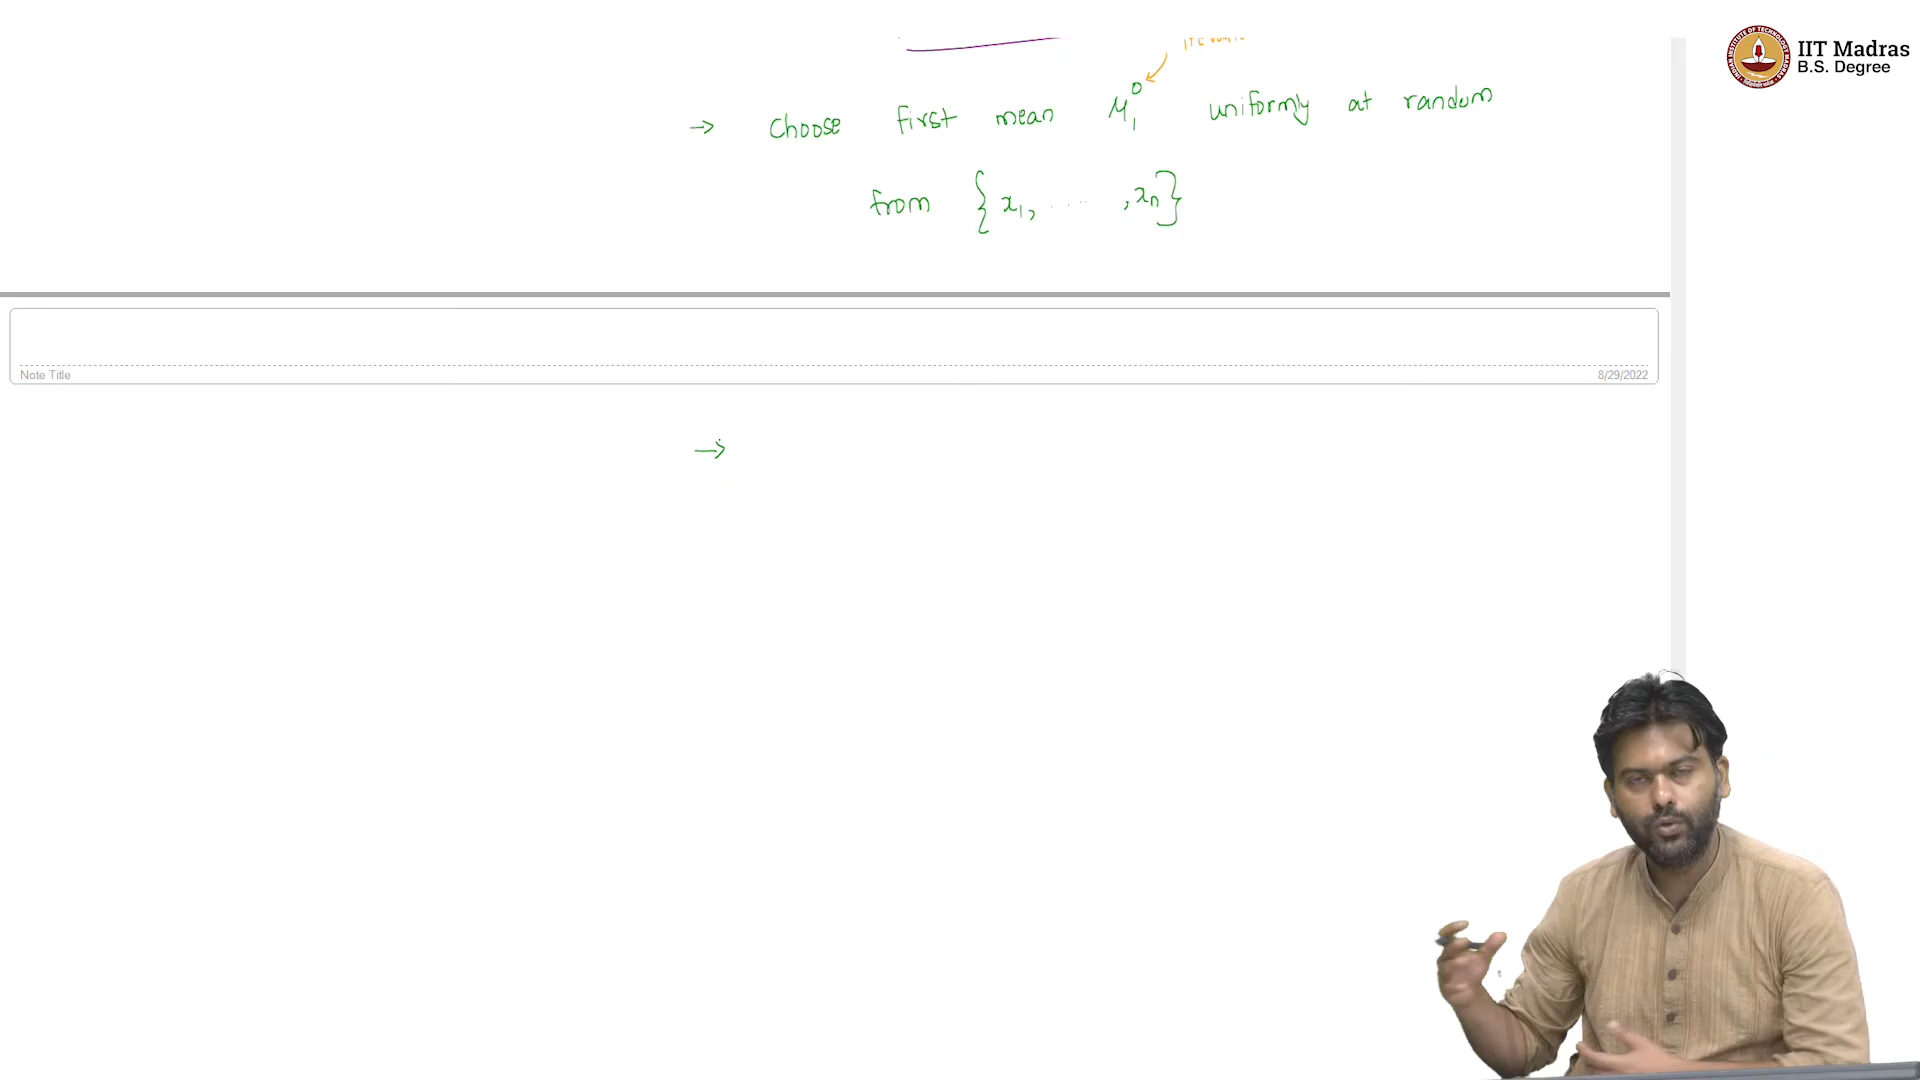 IIT Madras
B.S. Degree
→ Choose first mean μ₁⁰ uniformly at random
from {x₁, ..... , xₙ}
Note Title
8/29/2022
→